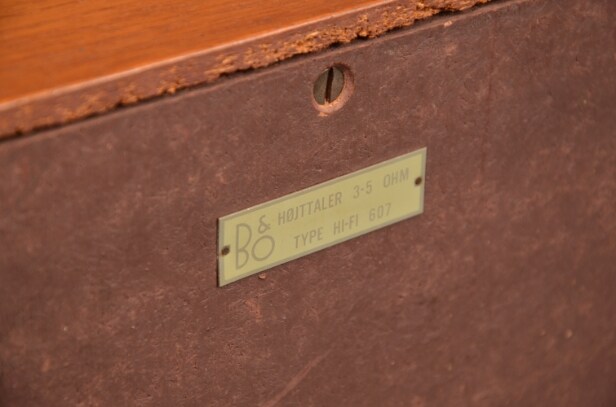 B&O
HØJTTALER 3-5 OHM
TYPE HI-FI 607